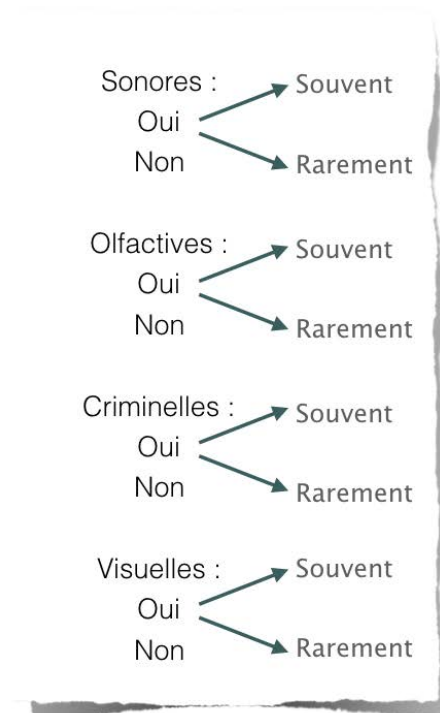 Sonores :
Souvent
Oui
Non
Rarement
Olfactives :
Souvent
Oui
Non
Rarement
Criminelles :
Souvent
Oui
Non
Rarement
Visuelles :
Souvent
Oui
Non
Rarement